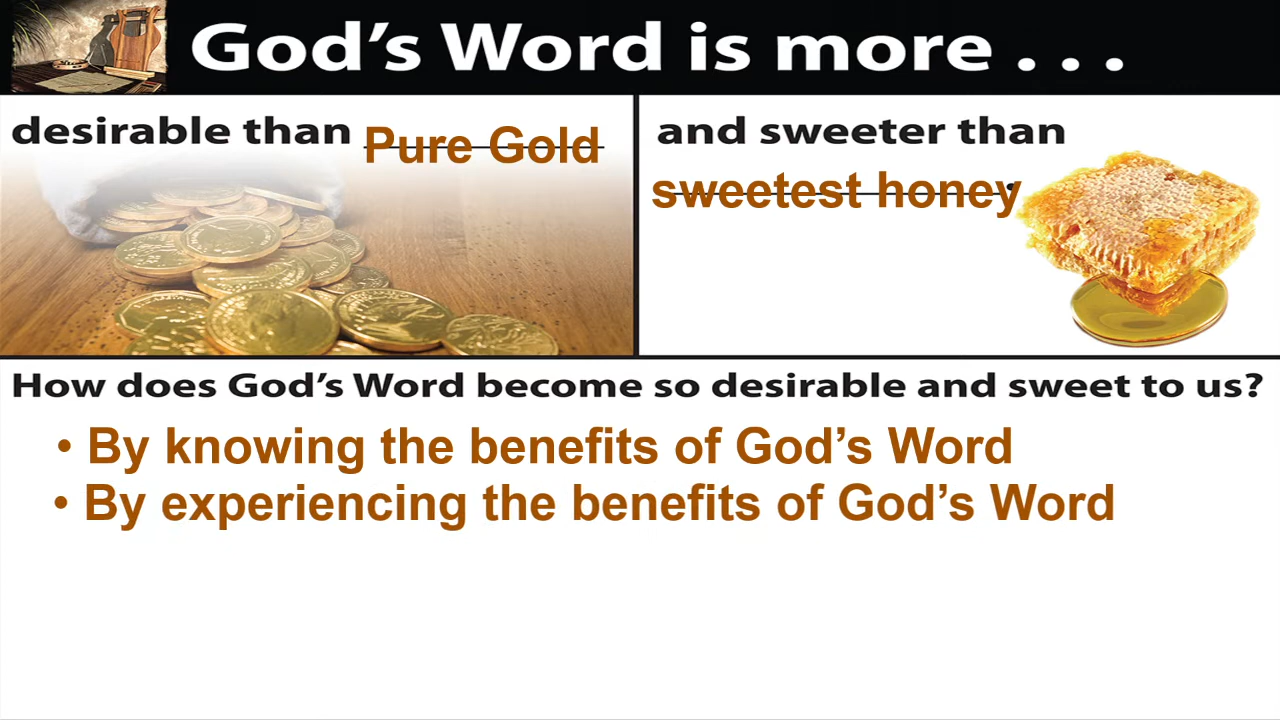 God's Word is more . . .
desirable than Pure Gold
and sweeter than
sweetest honey.
How does God's Word become so desirable and sweet to us?
• By knowing the benefits of God's Word
• By experiencing the benefits of God's Word